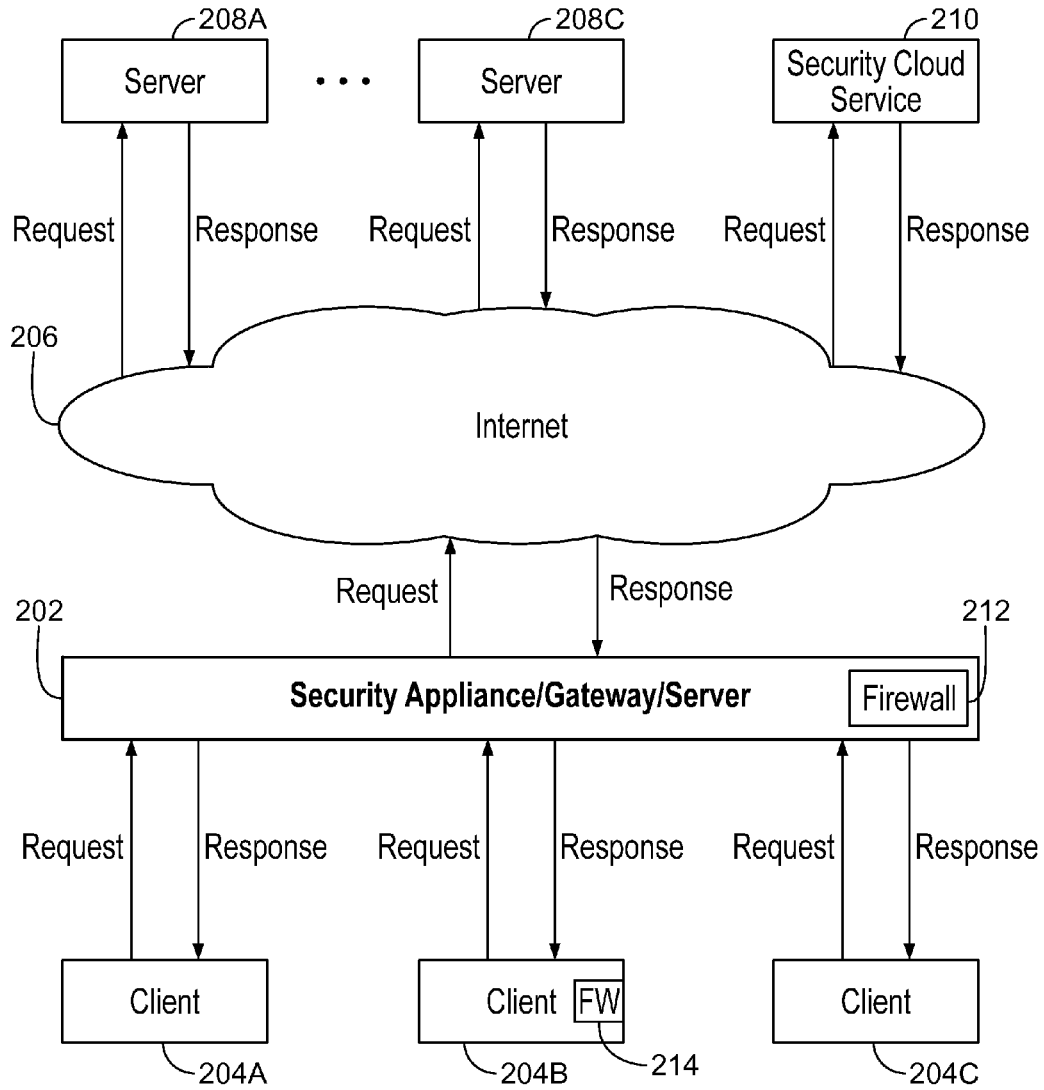 208A
208C
210
Server
• • •
Server
Security Cloud
Service
Request
Response
Request
Response
Request
Response
206
Internet
Request
Response
202
212
Security Appliance/Gateway/Server
Firewall
Request
Response
Request
Response
Request
Response
Client
Client
FW
Client
204A
204B
214
204C